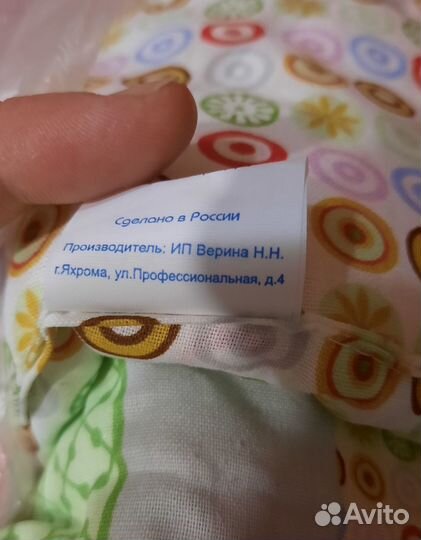 Сделано в России
Производитель: ИП Верина Н.Н.
г.Яхрома, ул.Профессиональная, д.4
Avito